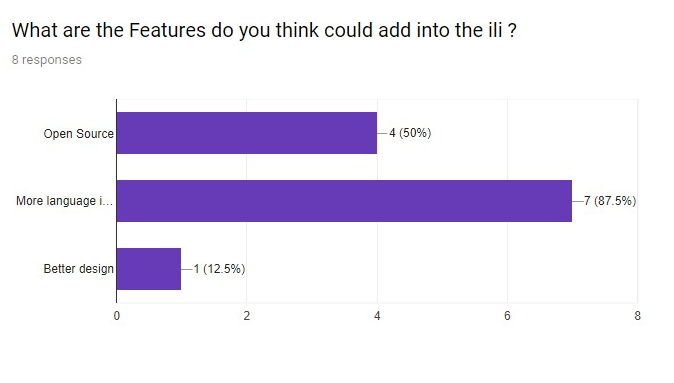 What are the Features do you think could add into the ili ?
8 responses
Open Source
4 (50%)
More language i...
7 (87.5%)
Better design
1 (12.5%)
0 2 4 6 8